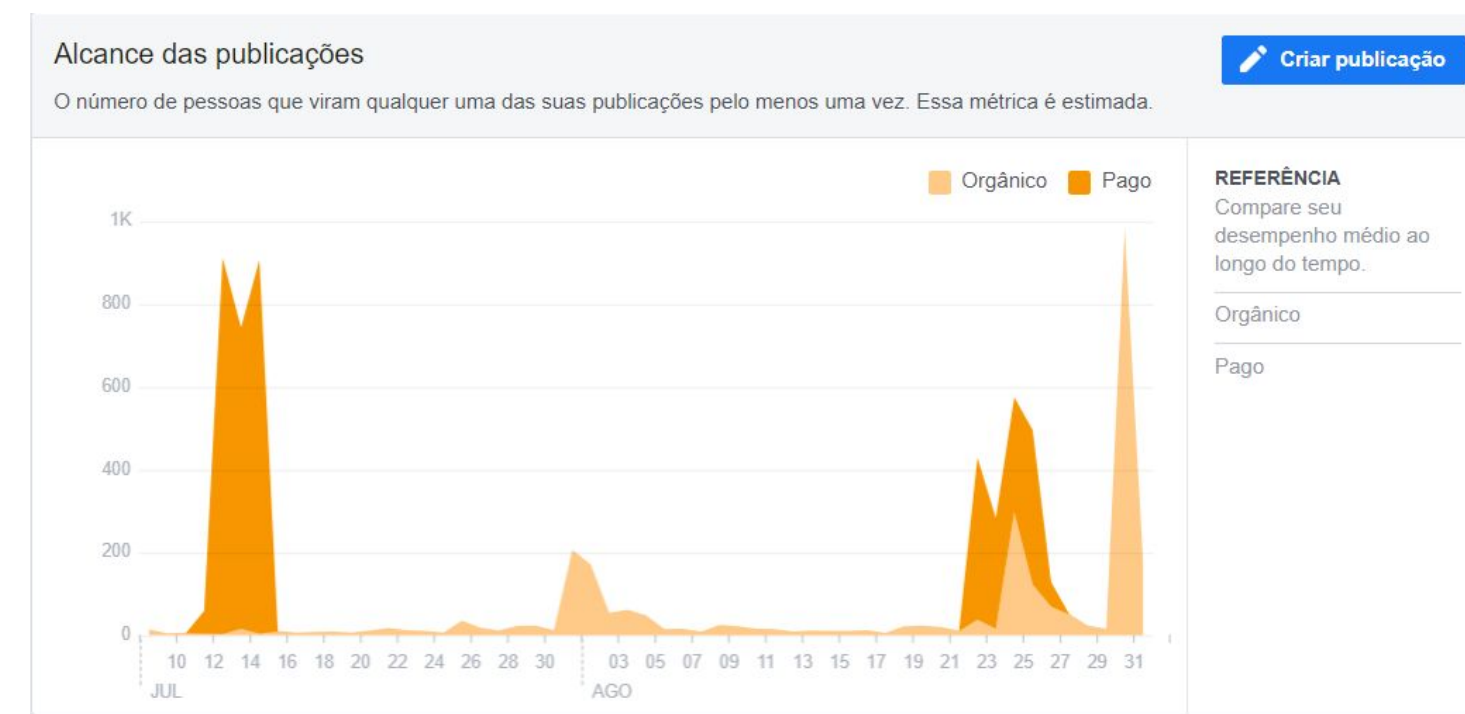 Alcance das publicações
Criar publicação
O número de pessoas que viram qualquer uma das suas publicações pelo menos uma vez. Essa métrica é estimada.
Orgânico Pago
1K
800
600
400
200
0
10 12 14 16 18 20 22 24 26 28 30 03 05 07 09 11 13 15 17 19 21 23 25 27 29 31
JUL AGO
REFERÊNCIA
Compare seu
desempenho médio ao
longo do tempo.
Orgânico
Pago